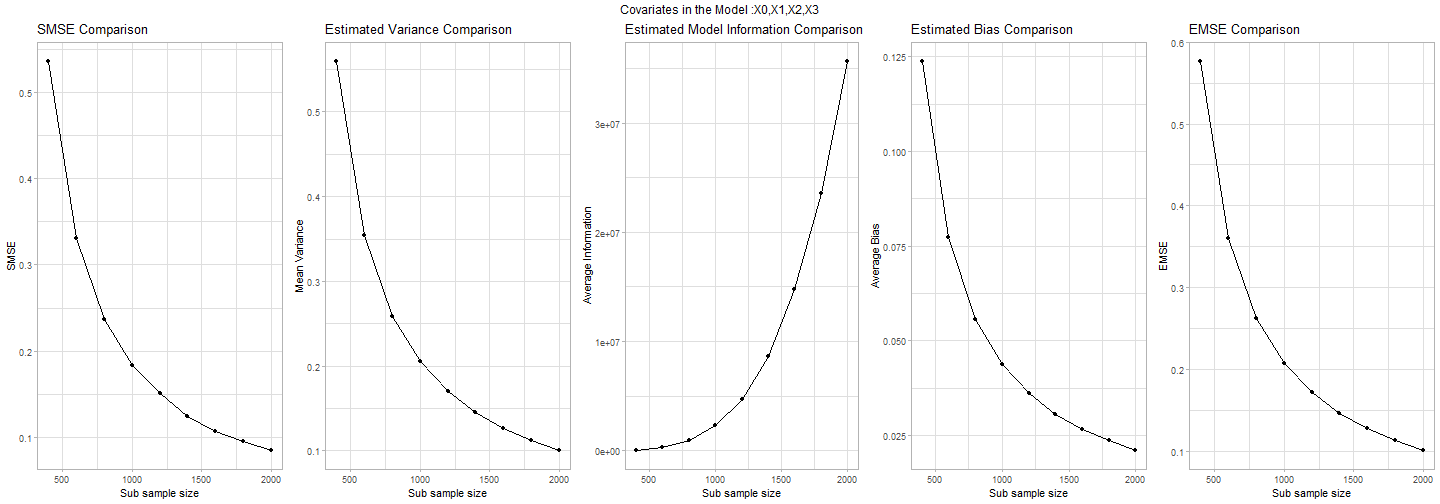 Covariates in the Model :X0,X1,X2,X3
SMSE Comparison
SMSE
0.5
0.4
0.3
0.2
0.1
500
1000
1500
2000
Sub sample size
Estimated Variance Comparison
Mean Variance
0.5
0.4
0.3
0.2
0.1
500
1000
1500
2000
Sub sample size
Estimated Model Information Comparison
Average Information
3e+07
2e+07
1e+07
0e+00
500
1000
1500
2000
Sub sample size
Estimated Bias Comparison
Average Bias
0.125
0.100
0.075
0.050
0.025
500
1000
1500
2000
Sub sample size
EMSE Comparison
EMSE
0.6
0.5
0.4
0.3
0.2
0.1
500
1000
1500
2000
Sub sample size